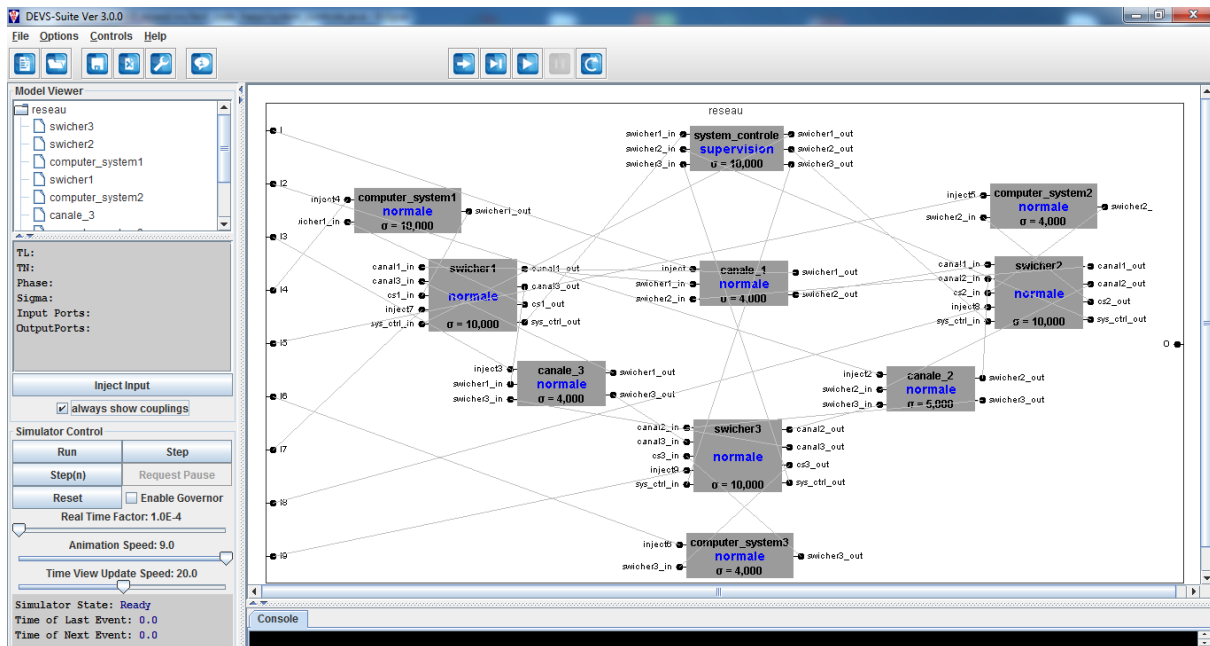 DEVS-Suite Ver 3.0.0
File Options Controls Help
Model Viewer
reseau
swicher3
swicher2
computer_system1
swicher1
computer_system2
canale_3
TL:
TN:
Phase:
Sigma:
Input Ports:
OutputPorts:
Inject Input
always show couplings
Simulator Control
Run Step
Step(n) Request Pause
Reset Enable Governor
Real Time Factor: 1.0E-4
Animation Speed: 9.0
Time View Update Speed: 20.0
Simulator State: Ready
Time of Last Event: 0.0
Time of Next Event: 0.0
reseau
I
I2
I3
I4
I5
I6
I7
I8
I9
O
swicher1_in system_controle swicher1_out
swicher2_in supervision swicher2_out
swicher3_in σ = 10,000 swicher3_out
inject4 computer_system1
normale swicher1_out
wicher1_in σ = 10,000
inject5 computer_system2
normale swicher2_
swicher2_in σ = 4,000
canal1_in swicher1 canal1_out
canal3_in canal3_out
cs1_in normale cs1_out
inject7
sys_ctrl_in σ = 10,000 sys_ctrl_out
inject canale_1 swicher1_out
swicher1_in normale
swicher2_in σ = 4,000 swicher2_out
canal1_in swicher2 canal1_out
canal2_in canal2_out
cs2_in normale cs2_out
inject8
sys_ctrl_in σ = 10,000 sys_ctrl_out
inject3 canale_3 swicher1_out
swicher1_in normale
swicher3_in σ = 4,000 swicher3_out
inject2 canale_2 swicher2_out
swicher2_in normale
swicher3_in σ = 5,000 swicher3_out
canal2_in swicher3 canal2_out
canal3_in canal3_out
cs3_in normale cs3_out
inject9
sys_ctrl_in σ = 10,000 sys_ctrl_out
inject6 computer_system3
normale swicher3_out
swicher3_in σ = 4,000
Console